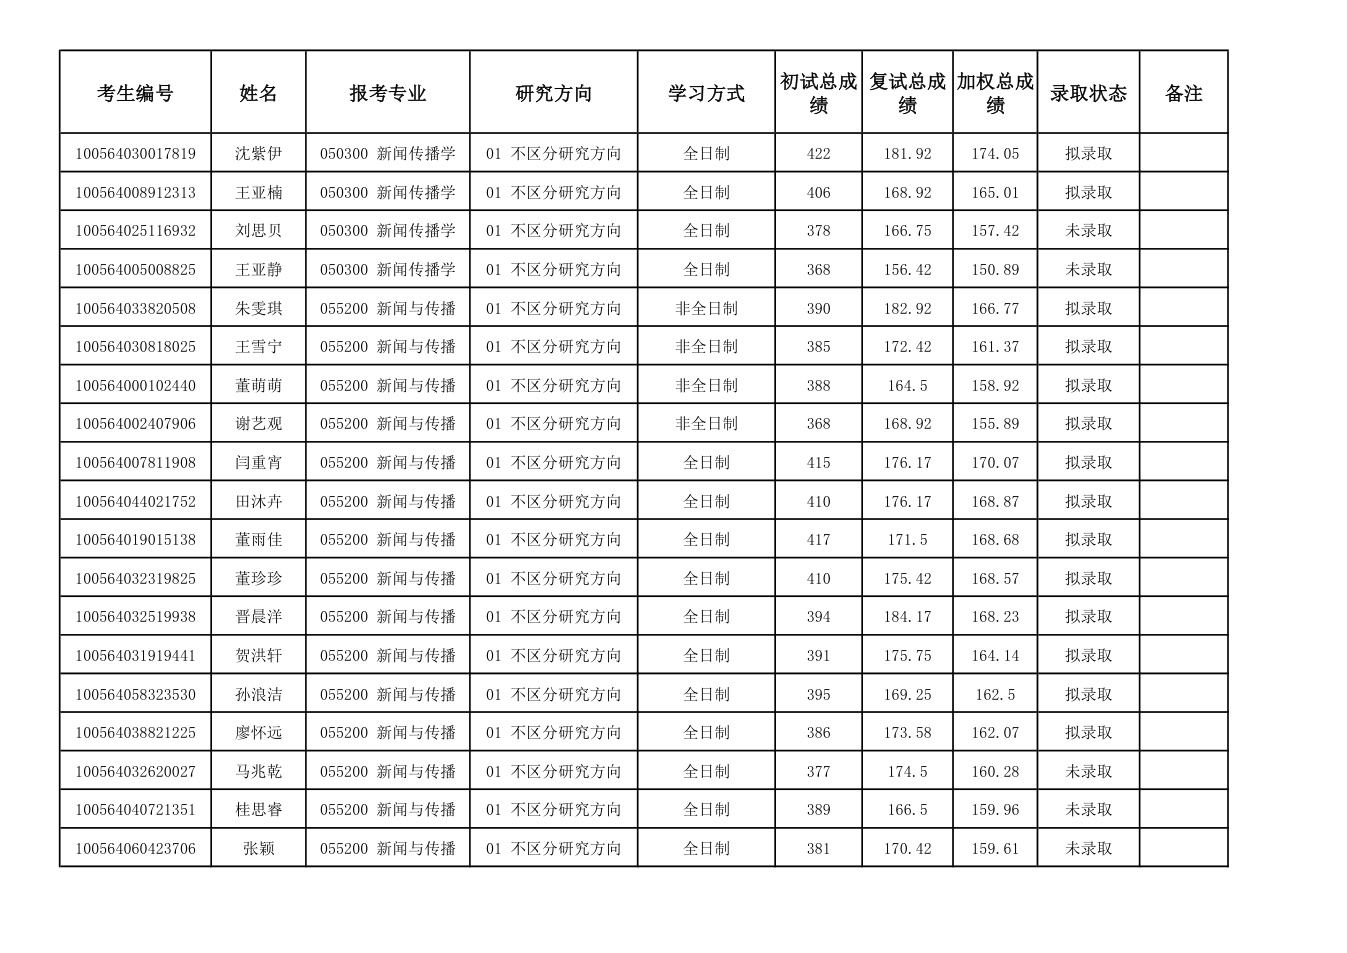 考生编号 姓名 报考专业 研究方向 学习方式 初试总成绩 复试总成绩 加权总成绩 录取状态 备注
100564030017819 沈紫伊 050300 新闻传播学 01 不区分研究方向 全日制 422 181.92 174.05 拟录取
100564008912313 王亚楠 050300 新闻传播学 01 不区分研究方向 全日制 406 168.92 165.01 拟录取
100564025116932 刘思贝 050300 新闻传播学 01 不区分研究方向 全日制 378 166.75 157.42 未录取
100564005008825 王亚静 050300 新闻传播学 01 不区分研究方向 全日制 368 156.42 150.89 未录取
100564033820508 朱雯琪 055200 新闻与传播 01 不区分研究方向 非全日制 390 182.92 166.77 拟录取
100564030818025 王雪宁 055200 新闻与传播 01 不区分研究方向 非全日制 385 172.42 161.37 拟录取
100564000102440 董萌萌 055200 新闻与传播 01 不区分研究方向 非全日制 388 164.5 158.92 拟录取
100564002407906 谢艺观 055200 新闻与传播 01 不区分研究方向 非全日制 368 168.92 155.89 拟录取
100564007811908 闫重宵 055200 新闻与传播 01 不区分研究方向 全日制 415 176.17 170.07 拟录取
100564044021752 田沐卉 055200 新闻与传播 01 不区分研究方向 全日制 410 176.17 168.87 拟录取
100564019015138 董雨佳 055200 新闻与传播 01 不区分研究方向 全日制 417 171.5 168.68 拟录取
100564032319825 董珍珍 055200 新闻与传播 01 不区分研究方向 全日制 410 175.42 168.57 拟录取
100564032519938 晋晨洋 055200 新闻与传播 01 不区分研究方向 全日制 394 184.17 168.23 拟录取
100564031919441 贺洪轩 055200 新闻与传播 01 不区分研究方向 全日制 391 175.75 164.14 拟录取
100564058323530 孙浪洁 055200 新闻与传播 01 不区分研究方向 全日制 395 169.25 162.5 拟录取
100564038821225 廖怀远 055200 新闻与传播 01 不区分研究方向 全日制 386 173.58 162.07 拟录取
100564032620027 马兆乾 055200 新闻与传播 01 不区分研究方向 全日制 377 174.5 160.28 未录取
100564040721351 桂思睿 055200 新闻与传播 01 不区分研究方向 全日制 389 166.5 159.96 未录取
100564060423706 张颖 055200 新闻与传播 01 不区分研究方向 全日制 381 170.42 159.61 未录取